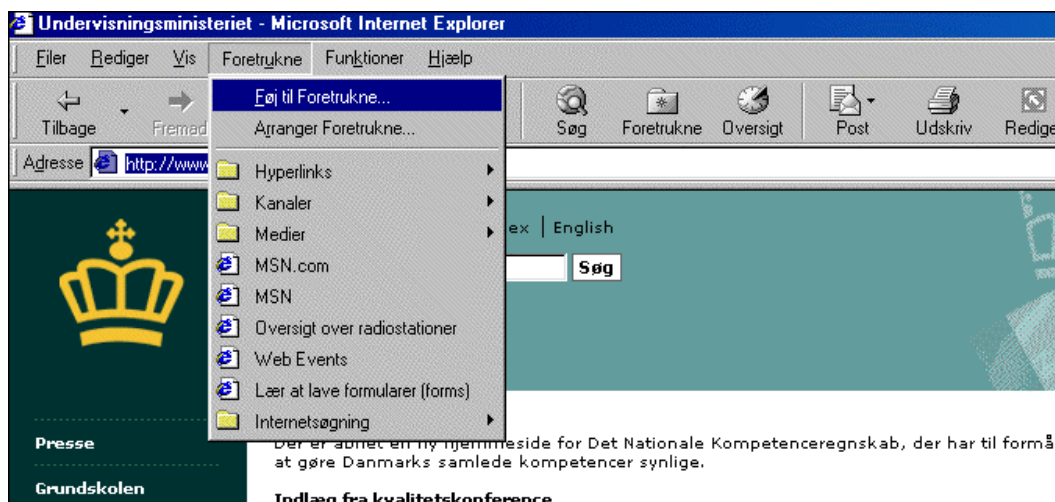 Undervisningsministeriet - Microsoft Internet Explorer
Filer Rediger Vis Foretrukne Funktioner Hjælp
Tilbage Fremad Søg Foretrukne Oversigt Post Udskriv Redige
Adresse http://www
Føj til Foretrukne...
Arranger Foretrukne...
Hyperlinks
Kanaler
Medier
MSN.com
MSN
Oversigt over radiostationer
Web Events
Lær at lave formularer (forms)
Internetsøgning
ex | English
Søg
Presse
Grundskolen
Der er åbnet en ny hjemmeside for Det Nationale Kompetenceregnskab, der har til formå
at gøre Danmarks samlede kompetencer synlige.
Indlæg fra kvalitetskonference